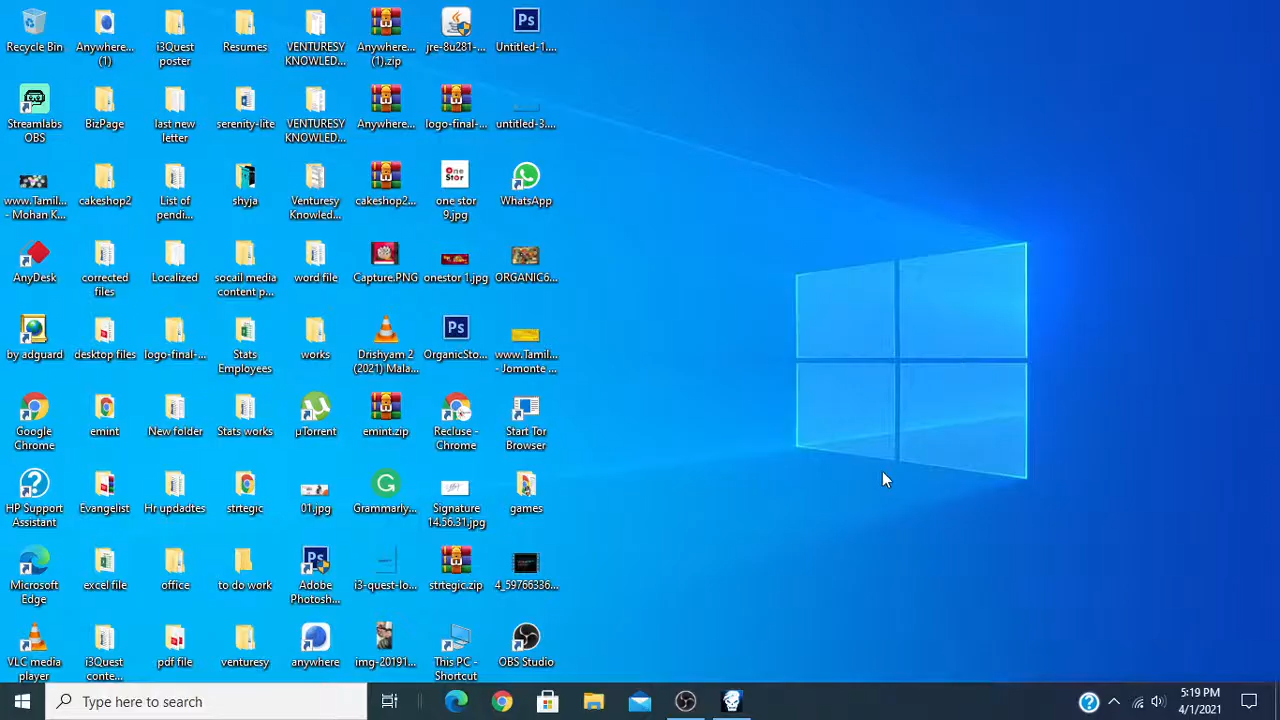 Recycle Bin
Anywhere...
(1)
i3Quest
poster
Resumes
VENTURESY
KNOWLED...
Anywhere...
(1).zip
jre-8u281-...
Untitled-1....
Streamlabs
OBS
BizPage
last new
letter
serenity-lite
VENTURESY
KNOWLED...
Anywhere...
logo-final-...
untitled-3....
www.Tamil...
- Mohan K...
cakeshop2
List of
pendi...
shyja
Venturesy
Knowled...
cakeshop2...
one stor
9.jpg
WhatsApp
AnyDesk
corrected
files
Localized
socail media
content p...
word file
Capture.PNG
onestor 1.jpg
ORGANIC6...
by adguard
desktop files
logo-final-...
Stats
Employees
works
Drishyam 2
(2021) Mala...
OrganicSto...
www.Tamil...
- Jomonte ...
Google
Chrome
emint
New folder
Stats works
µTorrent
emint.zip
Recluse -
Chrome
Start Tor
Browser
HP Support
Assistant
Evangelist
Hr updadtes
strtegic
01.jpg
Grammarly...
Signature
14.56.31.jpg
games
Microsoft
Edge
excel file
office
to do work
Adobe
Photosh...
i3-quest-lo...
strtegic.zip
4_59766336...
VLC media
player
i3Quest
conte...
pdf file
venturesy
anywhere
img-20191...
This PC -
Shortcut
OBS Studio
Type here to search
5:19 PM
4/1/2021